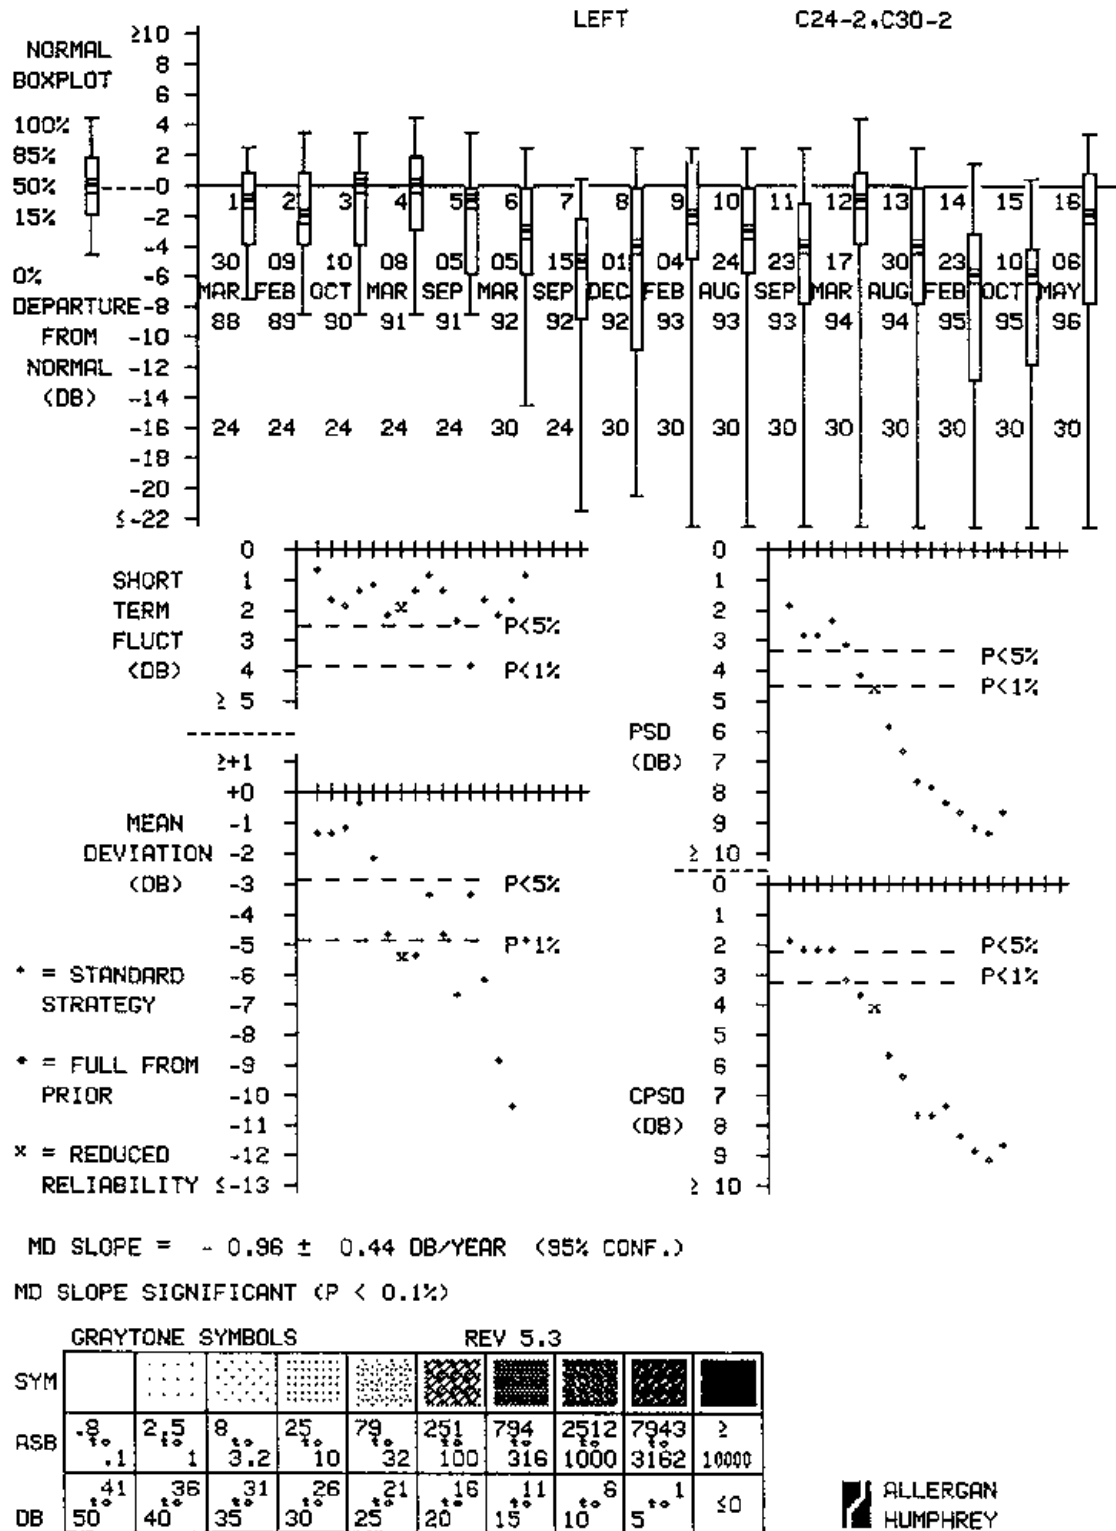 LEFT C24-2,C30-2
NORMAL
BOXPLOT
100%
85%
50%
15%
0%
DEPARTURE
FROM
NORMAL
(DB)
≥10
8
6
4
2
0
-2
-4
-6
-8
-10
-12
-14
-16
-18
-20
≤-22
1 2 3 4 5 6 7 8 9 10 11 12 13 14 15 16
30 09 10 08 05 05 15 01 04 24 23 17 30 23 10 06
MAR FEB OCT MAR SEP MAR SEP DEC FEB AUG SEP MAR AUG FEB OCT MAY
88 89 90 91 91 92 92 92 93 93 93 94 94 95 95 96
24 24 24 24 24 30 24 30 30 30 30 30 30 30 30 30
SHORT
TERM
FLUCT
(DB)
0
1
2
3
4
≥ 5
P<5%
P<1%
MEAN
DEVIATION
(DB)
≥+1
+0
-1
-2
-3
-4
-5
-6
-7
-8
-9
-10
-11
-12
≤-13
P<5%
P*1%
* = STANDARD
STRATEGY
* = FULL FROM
PRIOR
x = REDUCED
RELIABILITY
PSD
(DB)
0
1
2
3
4
5
6
7
8
9
≥ 10
P<5%
P<1%
CPSD
(DB)
0
1
2
3
4
5
6
7
8
9
≥ 10
P<5%
P<1%
MD SLOPE = - 0.96 ± 0.44 DB/YEAR (95% CONF.)
MD SLOPE SIGNIFICANT (P < 0.1%)
GRAYTONE SYMBOLS REV 5.3
SYM
ASB .8 to .1 2.5 to 1 8 to 3.2 25 to 10 79 to 32 251 to 100 794 to 316 2512 to 1000 7943 to 3162 ≥ 10000
DB 41 to 50 36 to 40 31 to 35 26 to 30 21 to 25 16 to 20 11 to 15 6 to 10 1 to 5 ≤0
ALLERGAN
HUMPHREY